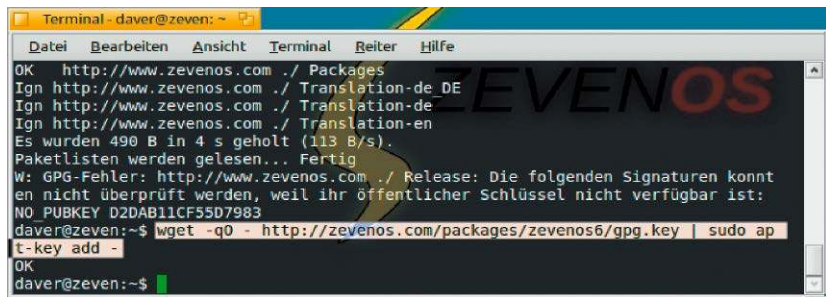 Terminal - daver@zeven: ~
Datei Bearbeiten Ansicht Terminal Reiter Hilfe
ZEVENOS
OK http://www.zevenos.com ./ Packages
Ign http://www.zevenos.com ./ Translation-de_DE
Ign http://www.zevenos.com ./ Translation-de
Ign http://www.zevenos.com ./ Translation-en
Es wurden 490 B in 4 s geholt (113 B/s).
Paketlisten werden gelesen... Fertig
W: GPG-Fehler: http://www.zevenos.com ./ Release: Die folgenden Signaturen konnt
en nicht überprüft werden, weil ihr öffentlicher Schlüssel nicht verfügbar ist:
NO_PUBKEY D2DAB11CF55D7983
daver@zeven:~$ wget -qO - http://zevenos.com/packages/zevenos6/gpg.key | sudo ap
t-key add -
OK
daver@zeven:~$